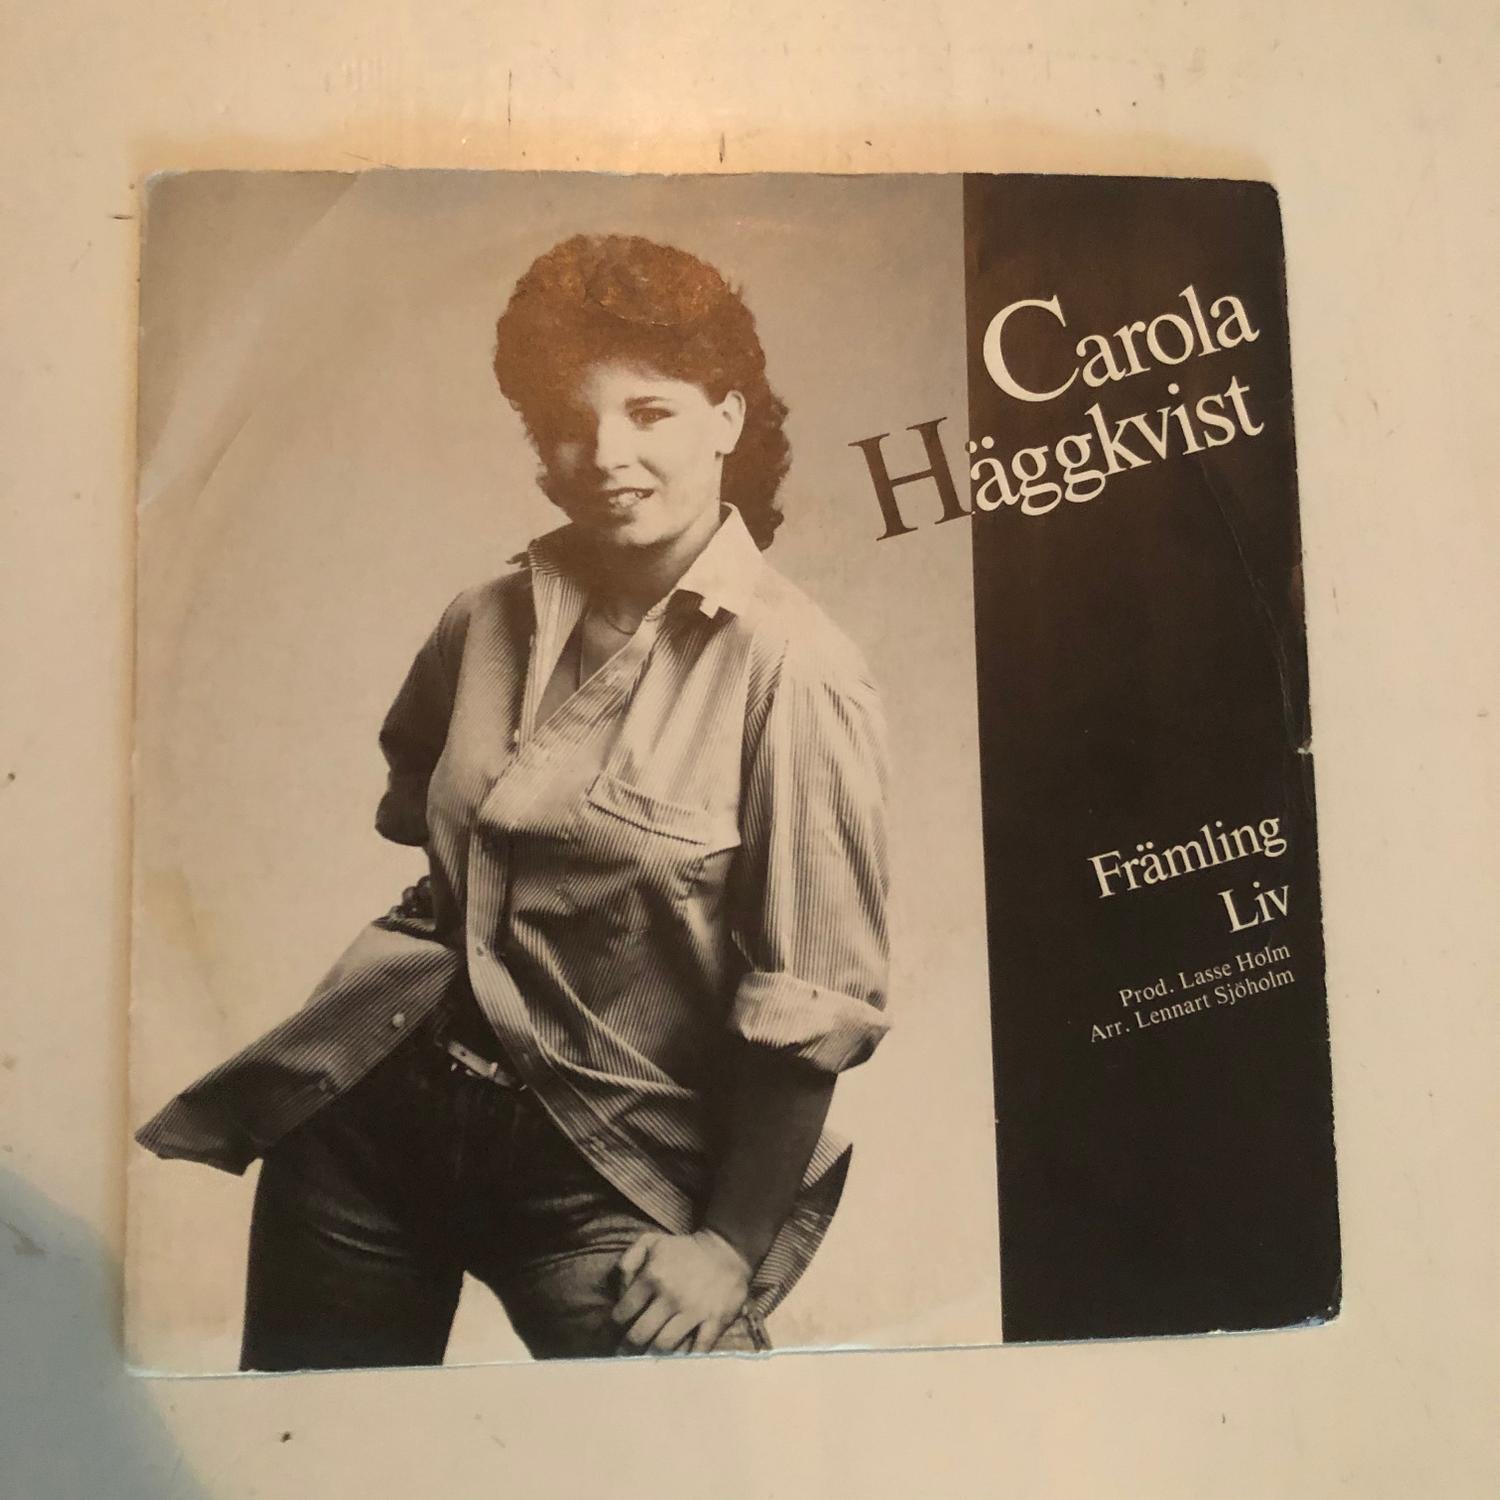 Carola
Häggkvist
Främling
Liv
Prod. Lasse Holm
Arr. Lennart Sjöholm